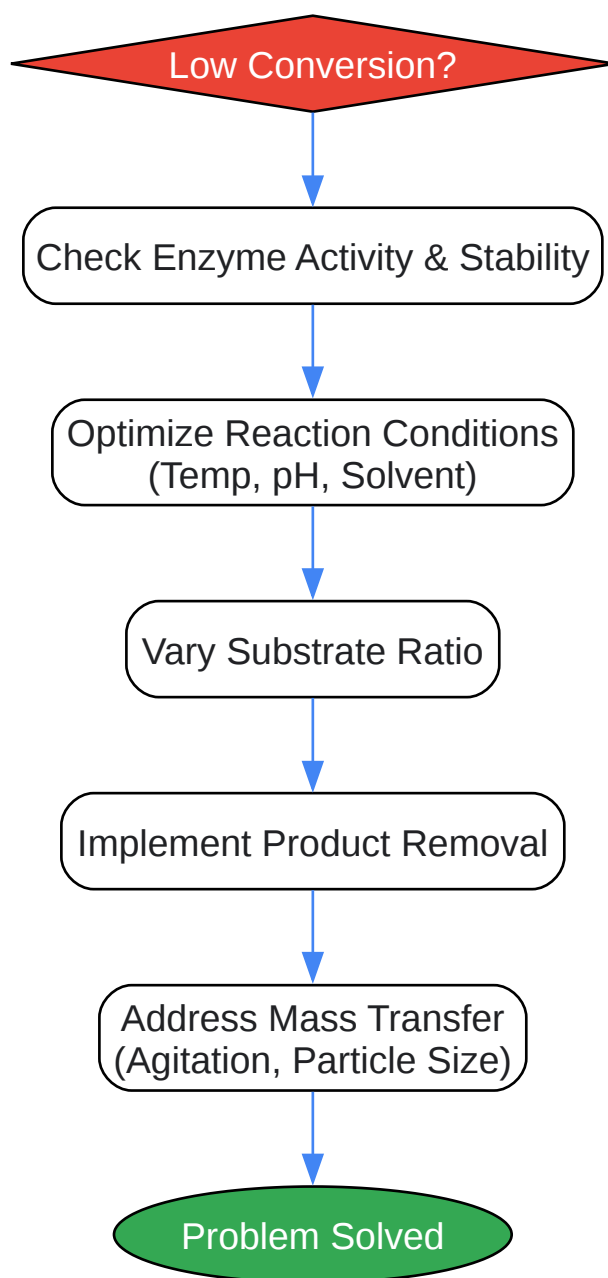 Low Conversion?
Check Enzyme Activity & Stability
Optimize Reaction Conditions
(Temp, pH, Solvent)
Vary Substrate Ratio
Implement Product Removal
Address Mass Transfer
(Agitation, Particle Size)
Problem Solved